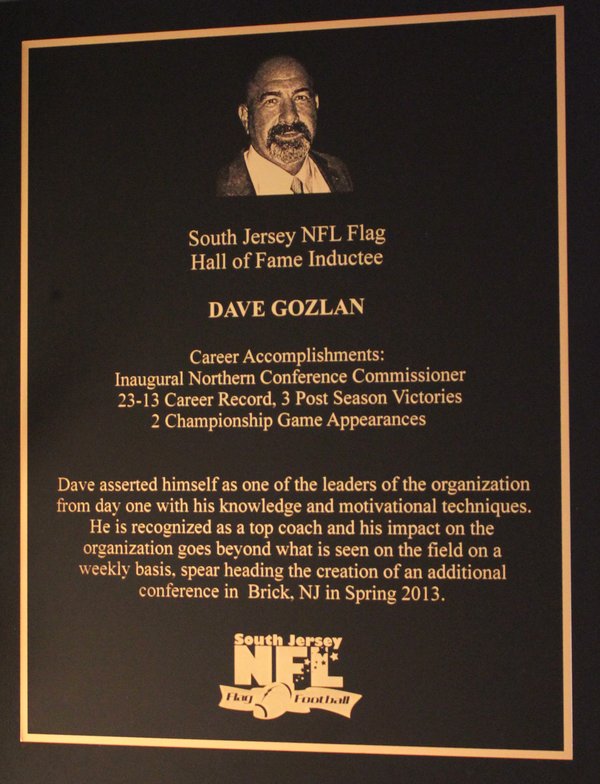 South Jersey NFL Flag
Hall of Fame Inductee
DAVE GOZLAN
Career Accomplishments:
Inaugural Northern Conference Commissioner
23-13 Career Record, 3 Post Season Victories
2 Championship Game Appearances
Dave asserted himself as one of the leaders of the organization
from day one with his knowledge and motivational techniques.
He is recognized as a top coach and his impact on the
organization goes beyond what is seen on the field on a
weekly basis, spear heading the creation of an additional
conference in  Brick, NJ in Spring 2013.
South Jersey
NFL
Flag Football